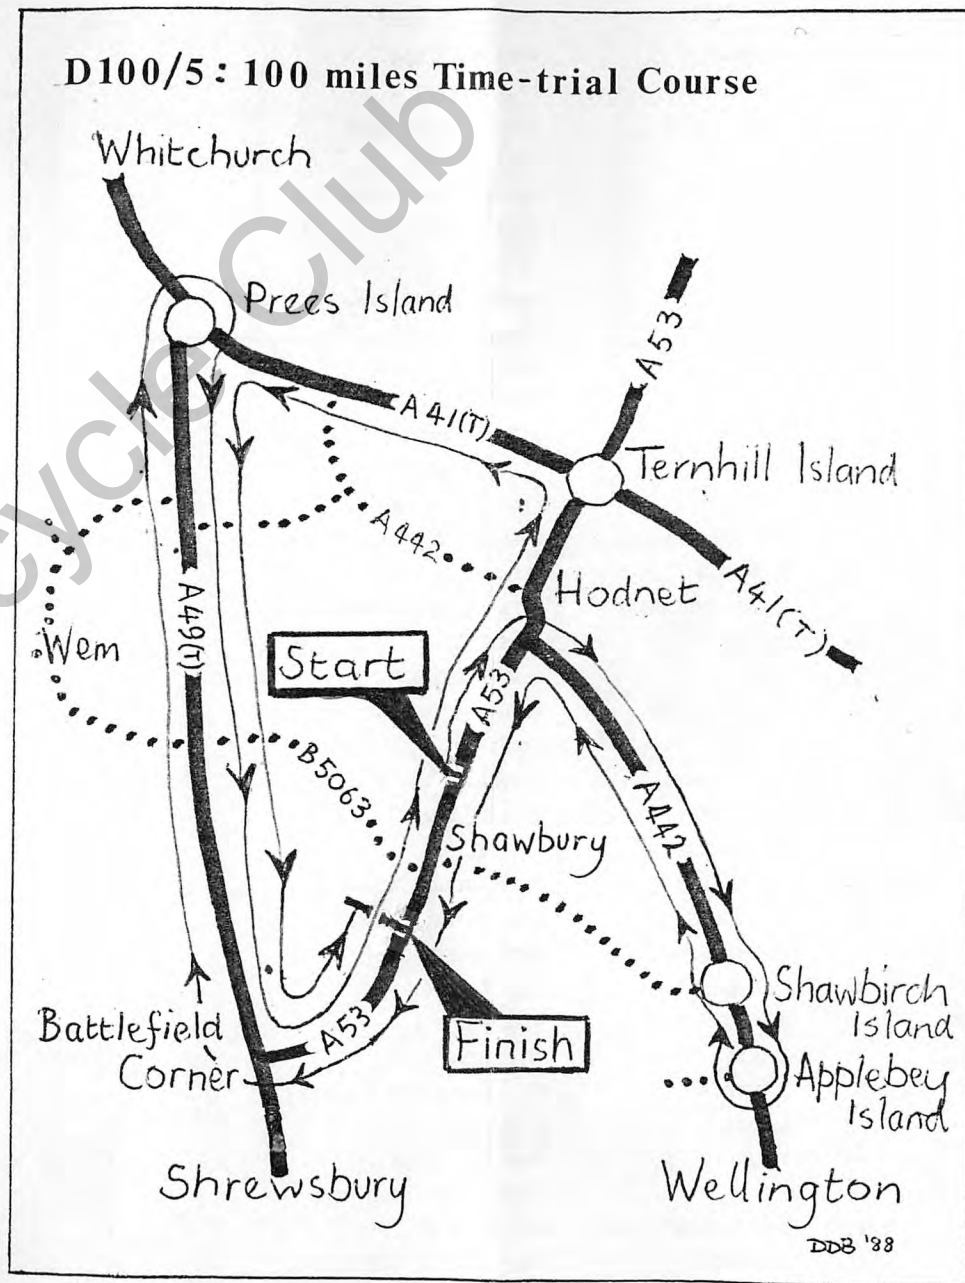 D100/5: 100 miles Time-trial Course
Whitchurch
Prees Island
A53
A41(T)
Ternhill Island
A442
Hodnet
A41(T)
A49(T)
Wem
Start
A53
B5063
A442
Shawbury
Shawbirch
Island
Battlefield
Corner
A53
Finish
Applebey
Island
Shrewsbury
Wellington
DDB '88
Cycle Club